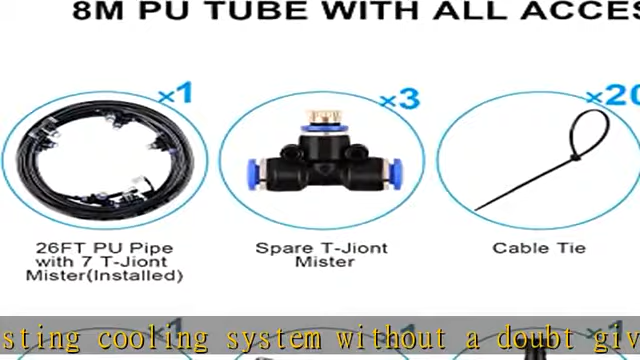 8M PU TUBE WITH ALL ACCES
×1
×3
×20
26FT PU Pipe
with 7 T-Jiont
Mister(Installed)
Spare T-Jiont
Mister
Cable Tie
sting cooling system without a doubt giv